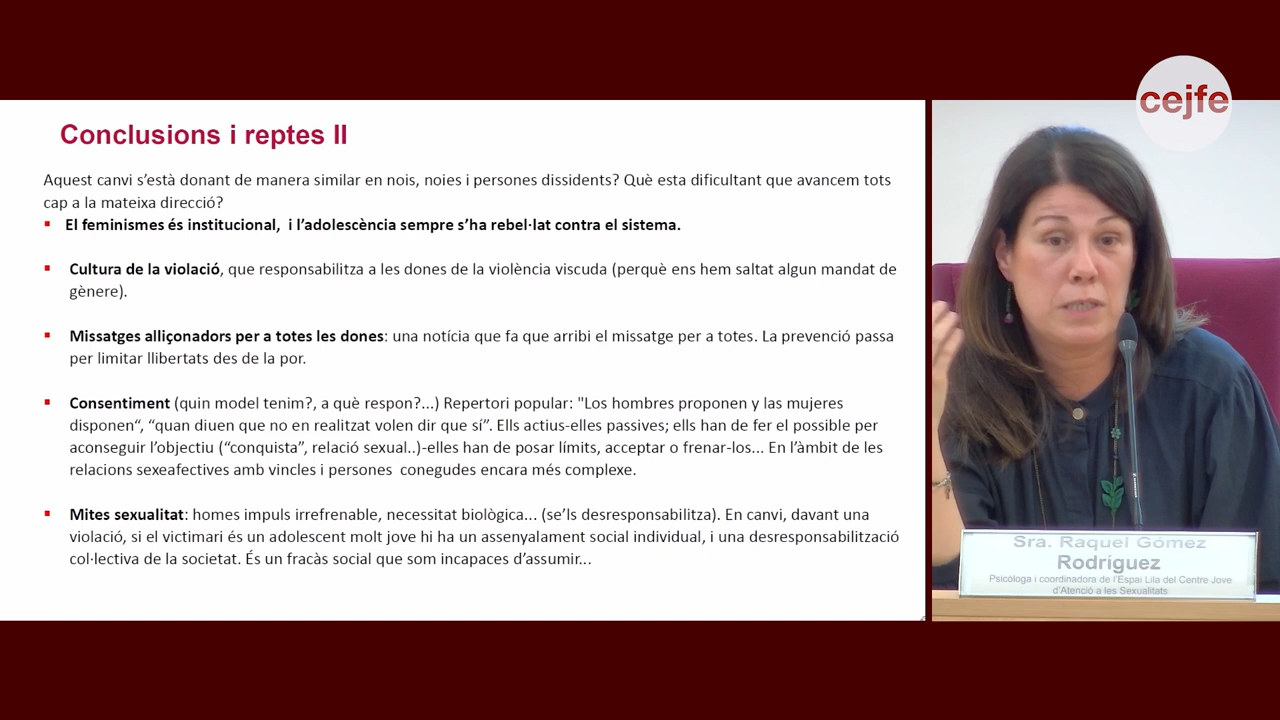 cejfe
Conclusions i reptes II
Aquest canvi s’està donant de manera similar en nois, noies i persones dissidents? Què esta dificultant que avancem tots
cap a la mateixa direcció?
▪ El feminismes és institucional, i l’adolescència sempre s’ha rebel·lat contra el sistema.
▪ Cultura de la violació, que responsabilitza a les dones de la violència viscuda (perquè ens hem saltat algun mandat de
gènere).
▪ Missatges alliçonadors per a totes les dones: una notícia que fa que arribi el missatge per a totes. La prevenció passa
per limitar llibertats des de la por.
▪ Consentiment (quin model tenim?, a què respon?...) Repertori popular: "Los hombres proponen y las mujeres
disponen“, “quan diuen que no en realitzat volen dir que sí”. Ells actius-elles passives; ells han de fer el possible per
aconseguir l’objectiu (“conquista”, relació sexual..)-elles han de posar límits, acceptar o frenar-los... En l’àmbit de les
relacions sexeafectives amb vincles i persones conegudes encara més complexe.
▪ Mites sexualitat: homes impuls irrefrenable, necessitat biològica... (se’ls desresponsabilitza). En canvi, davant una
violació, si el victimari és un adolescent molt jove hi ha un assenyalament social individual, i una desresponsabilització
col·lectiva de la societat. És un fracàs social que som incapaces d’assumir...
Sra. Raquel Gómez
Rodríguez
Psicòloga i coordinadora de l’Espai Lila del Centre Jove
d’Atenció a les Sexualitats